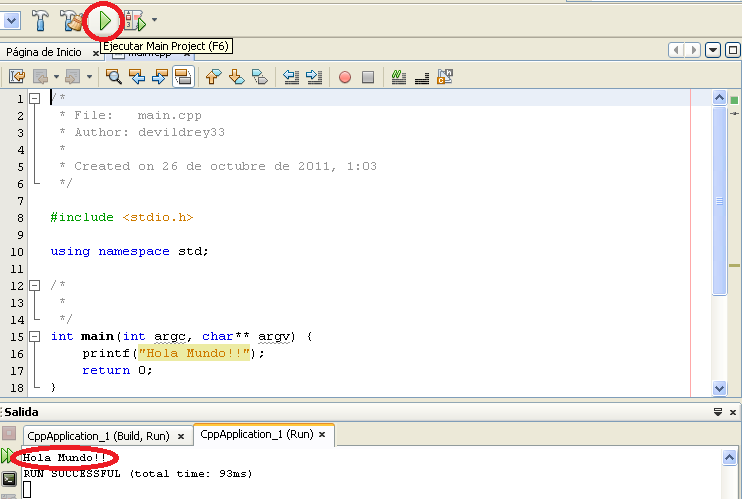 Ejecutar Main Project (F6)
Página de Inicio
main.cpp
1 /*
2 * File: main.cpp
3 * Author: devildrey33
4 *
5 * Created on 26 de octubre de 2011, 1:03
6 */
7
8 #include <stdio.h>
9
10 using namespace std;
11
12 /*
13 *
14 */
15 int main(int argc, char** argv) {
16 printf("Hola Mundo!!");
17 return 0;
18 }
Salida
CppApplication_1 (Build, Run) CppApplication_1 (Run)
Hola Mundo!!
RUN SUCCESSFUL (total time: 93ms)